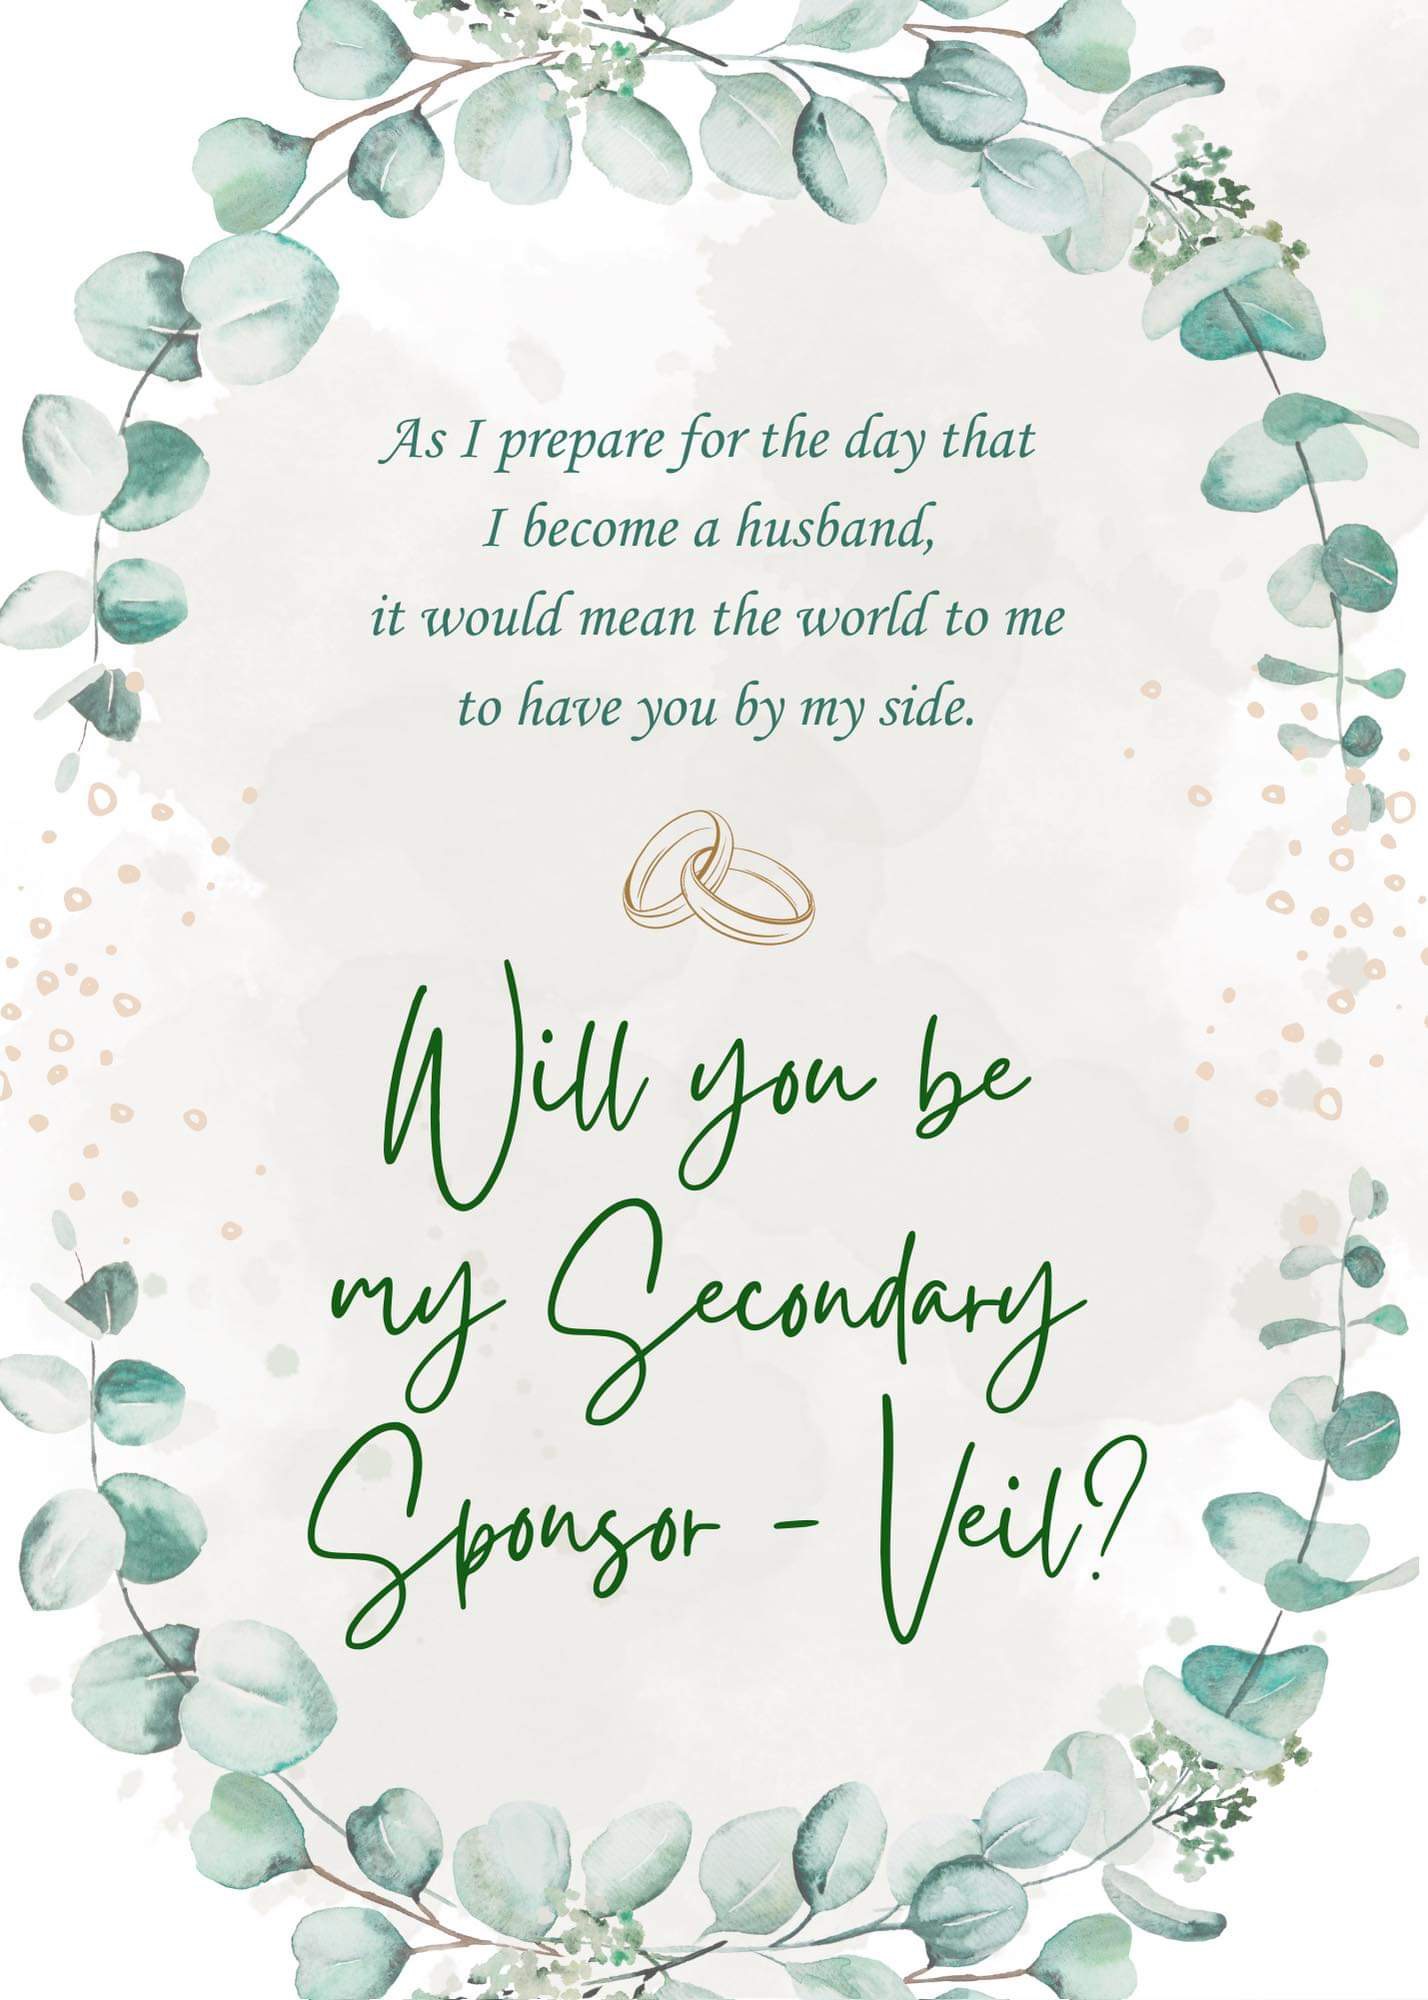 As I prepare for the day that
I become a husband,
it would mean the world to me
to have you by my side.
Will you be
my Secondary
Sponsor - Veil?